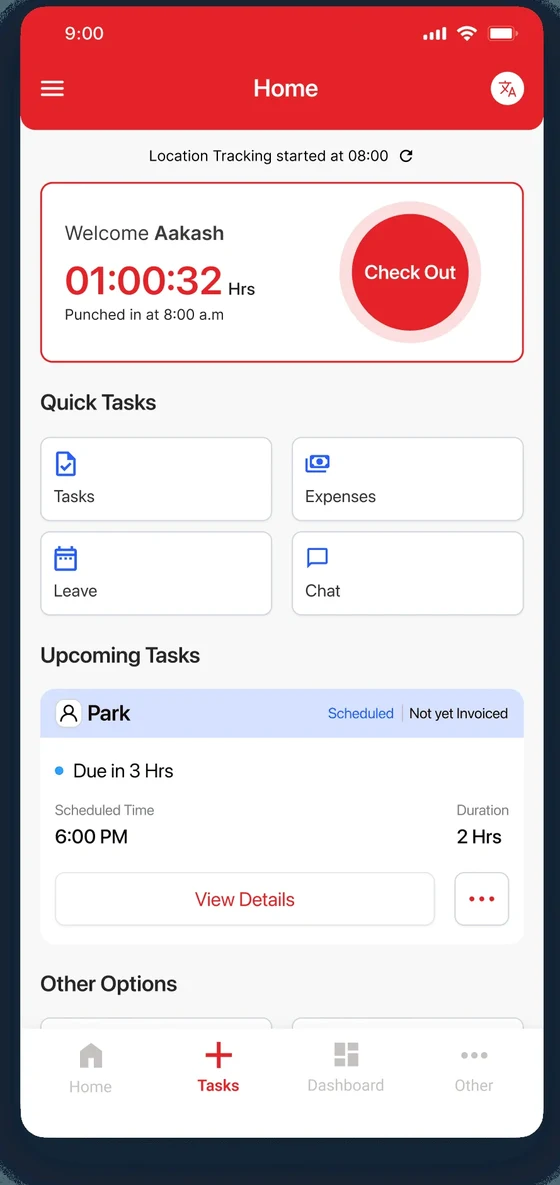 9:00
Home
Location Tracking started at 08:00
Welcome Aakash
01:00:32 Hrs
Punched in at 8:00 a.m
Check Out
Quick Tasks
Tasks
Expenses
Leave
Chat
Upcoming Tasks
Park
Scheduled
Not yet Invoiced
Due in 3 Hrs
Scheduled Time
Duration
6:00 PM
2 Hrs
View Details
Other Options
Home
Tasks
Dashboard
Other